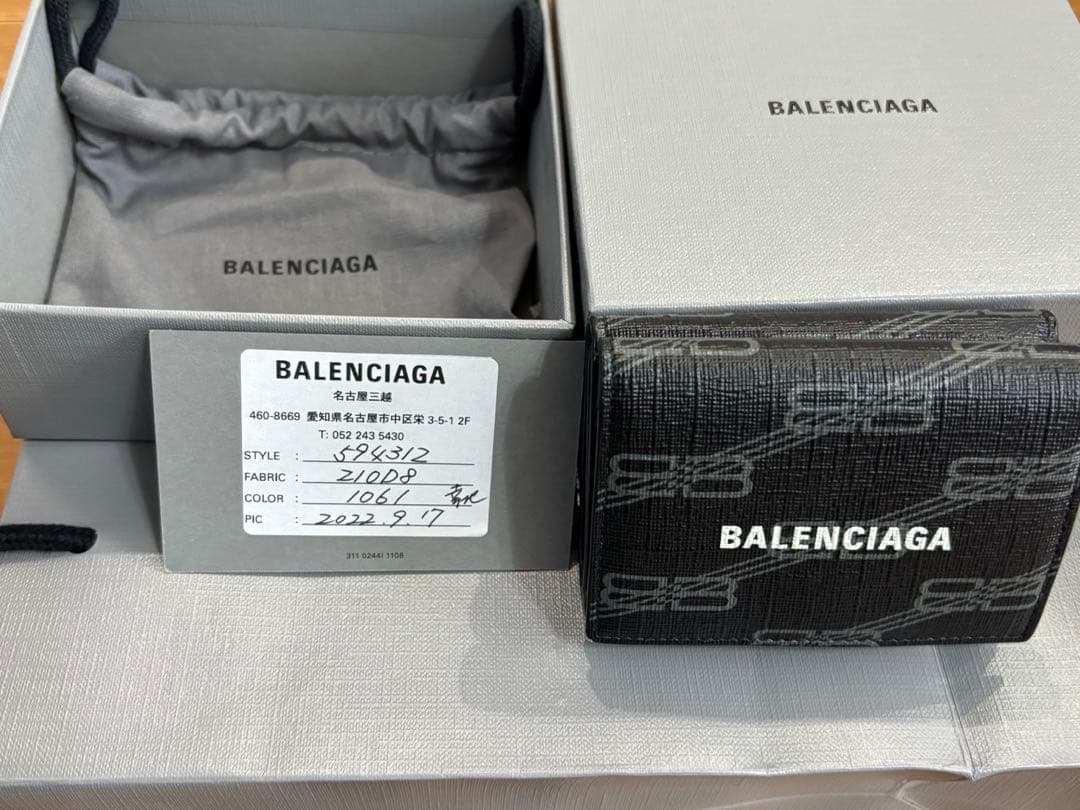 BALENCIAGA
BALENCIAGA
BALENCIAGA
名古屋三越
460-8669 愛知県名古屋市中区栄 3-5-1 2F
T: 052 243 5430
STYLE : 594312
FABRIC : 210D8
COLOR : 1061
PIC : 2022.9.17
311 02441 1108
BALENCIAGA